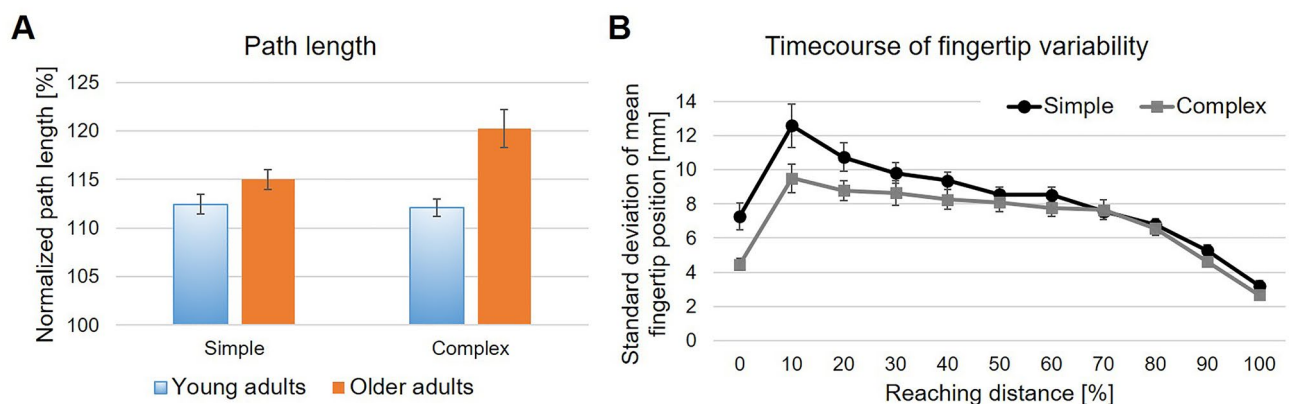 A
Path length
Normalized path length [%]
125
120
115
110
105
100
Simple
Complex
Young adults
Older adults
B
Timecourse of fingertip variability
Standard deviation of mean
fingertip position [mm]
Simple
Complex
14
12
10
8
6
4
2
0
0 10 20 30 40 50 60 70 80 90 100
Reaching distance [%]